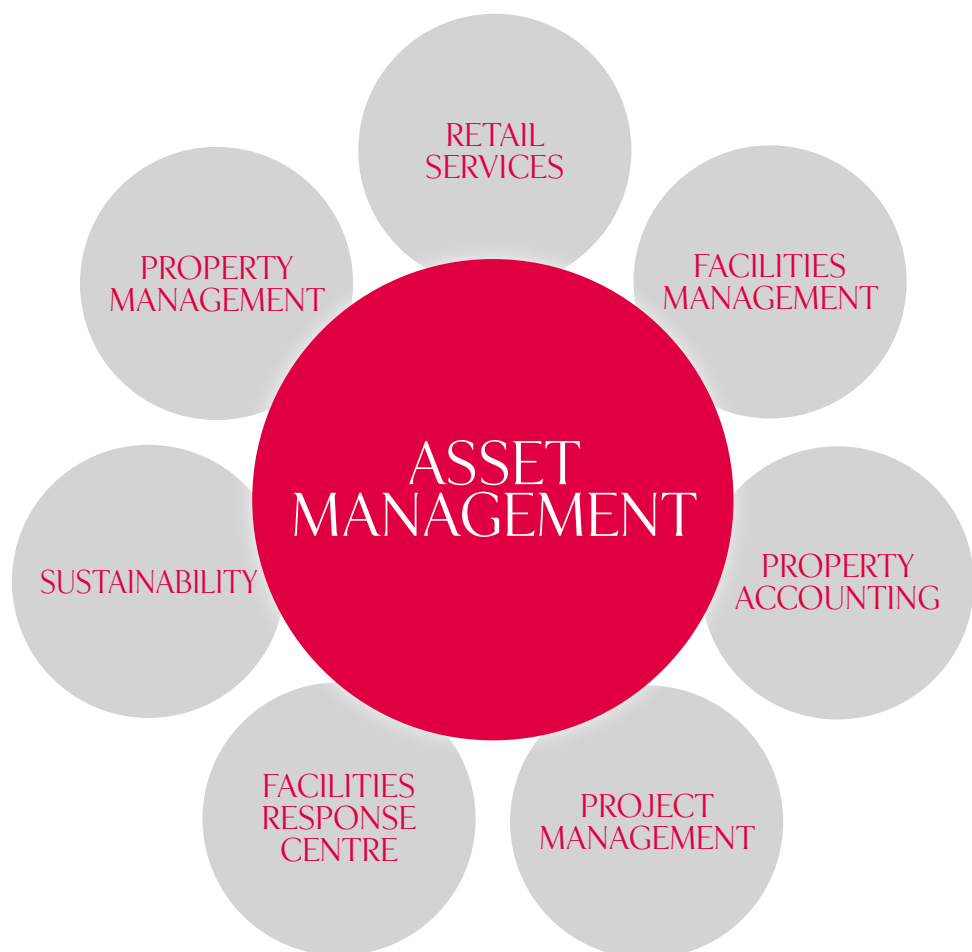 RETAIL
SERVICES
PROPERTY
MANAGEMENT
FACILITIES
MANAGEMENT
ASSET
MANAGEMENT
SUSTAINABILITY
PROPERTY
ACCOUNTING
FACILITIES
RESPONSE
CENTRE
PROJECT
MANAGEMENT